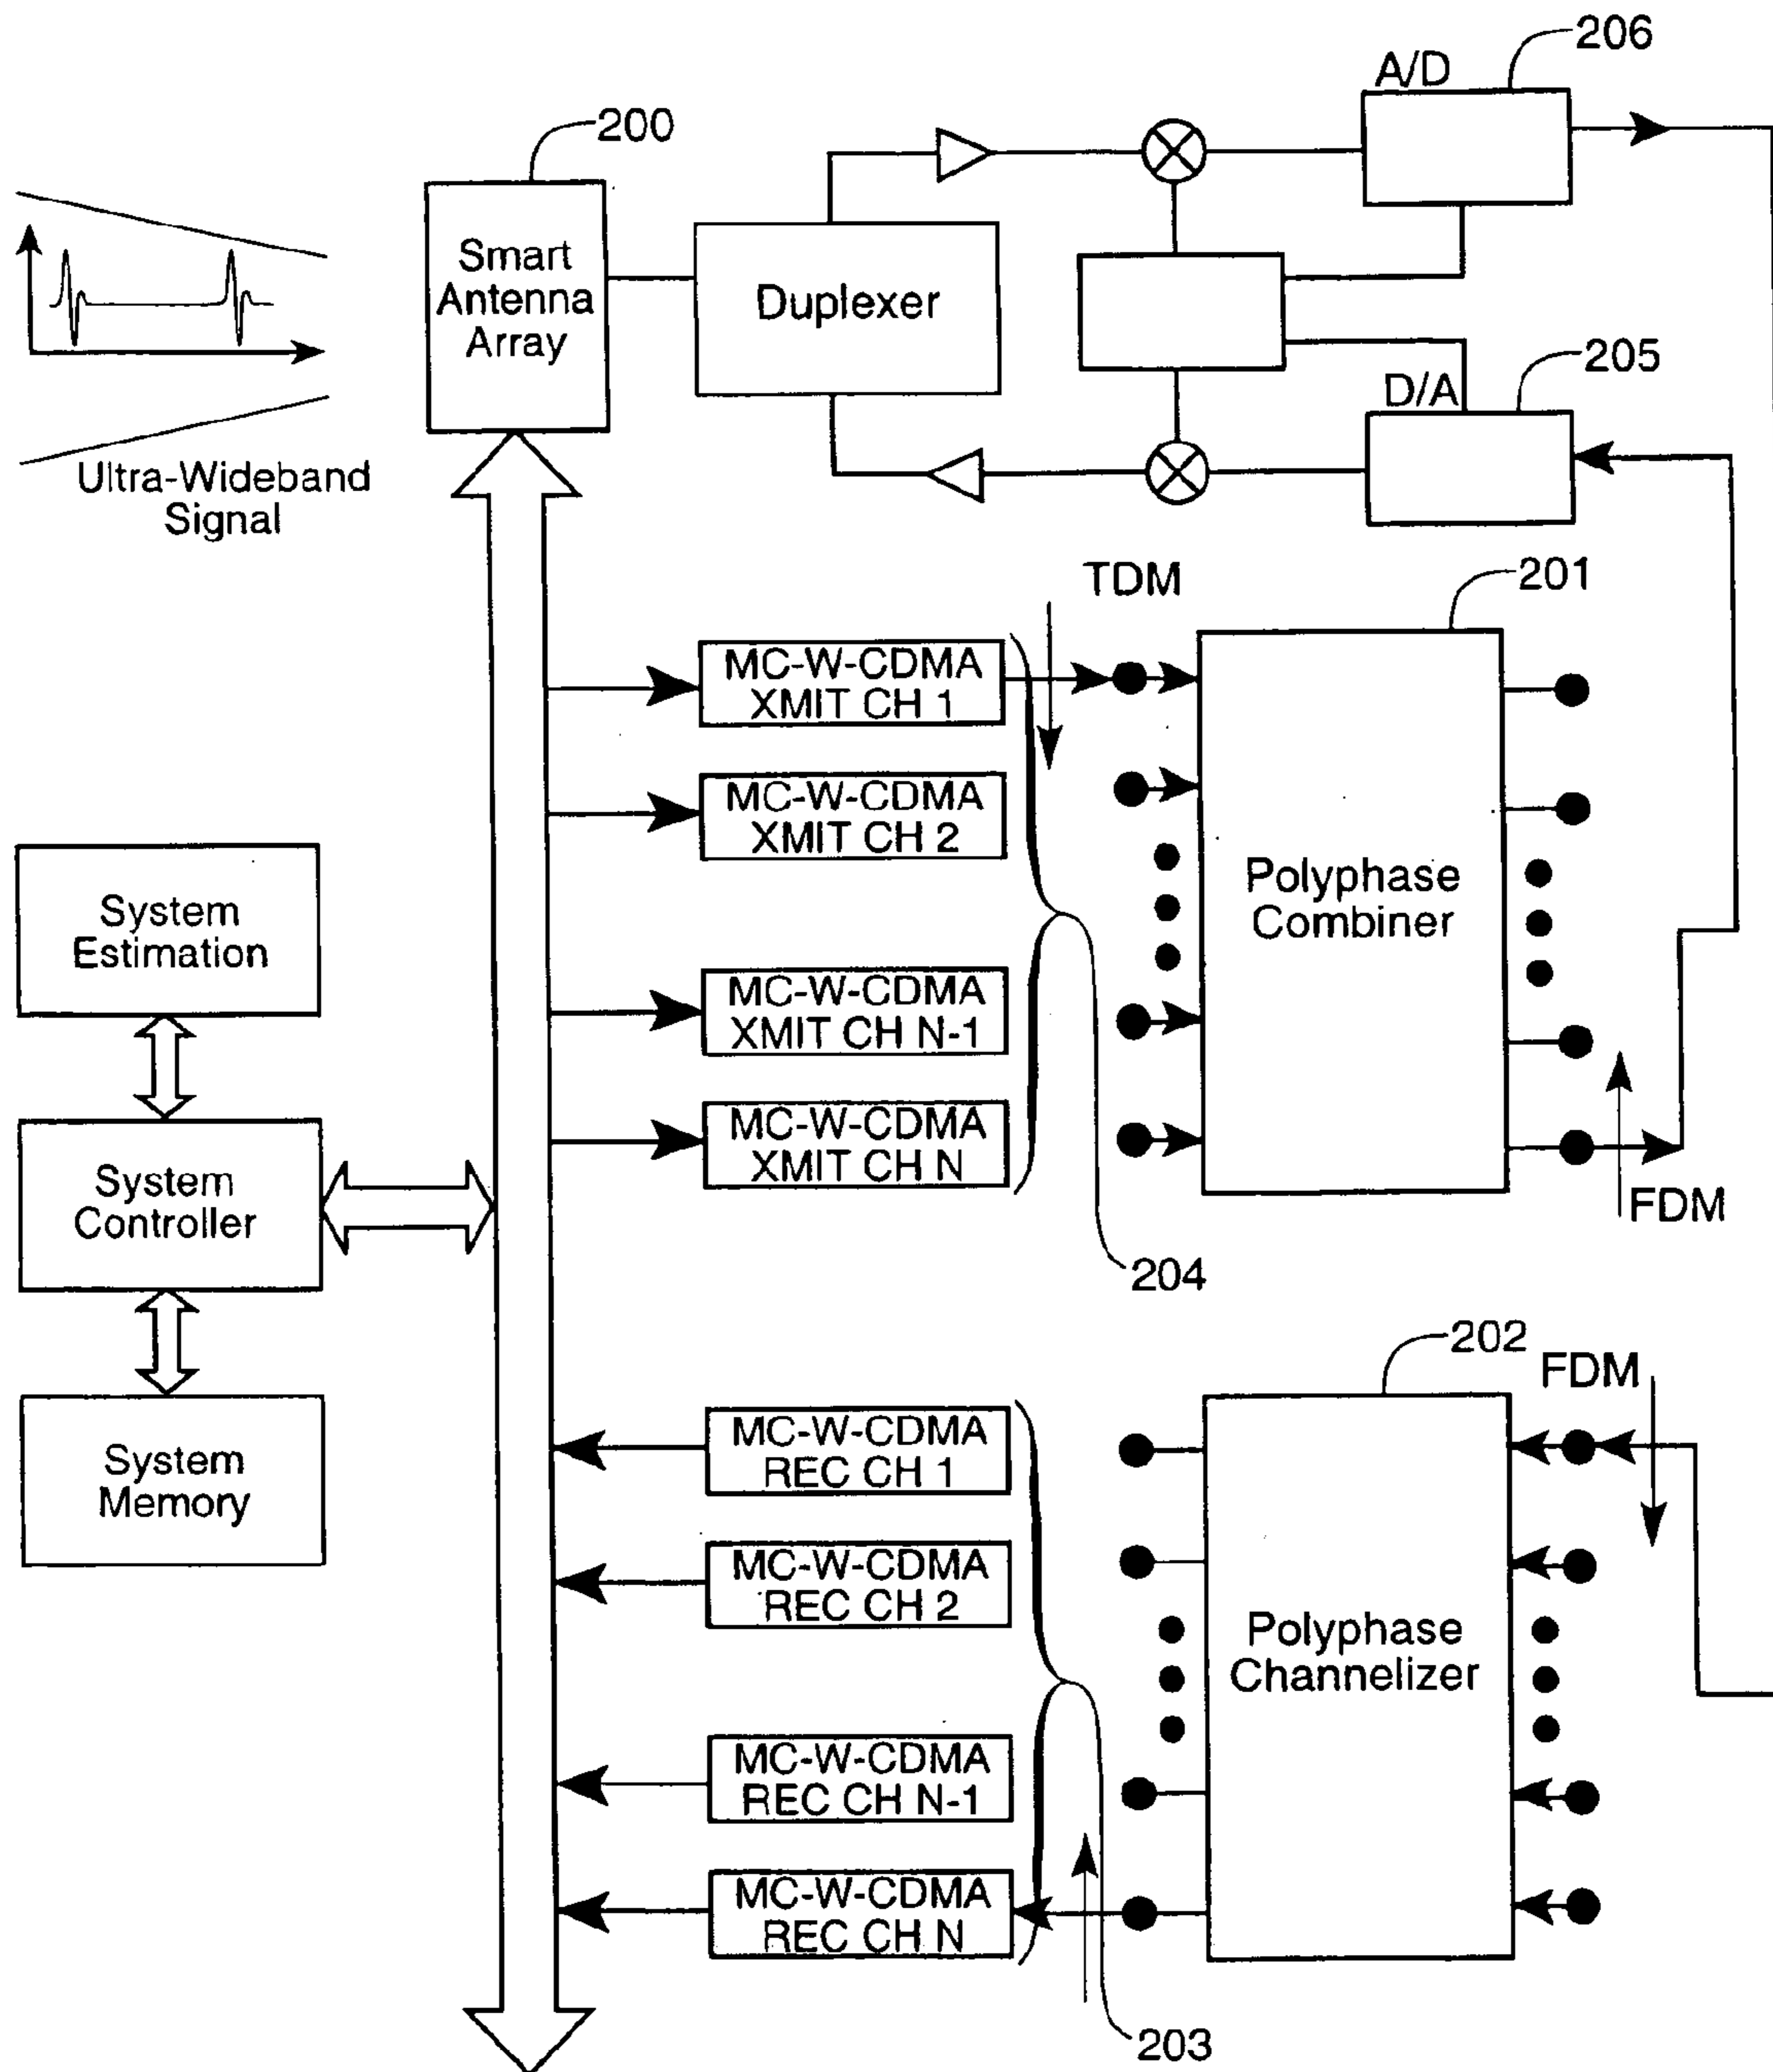 206
A/D
200
Smart
Antenna
Array
Duplexer
205
D/A
Ultra-Wideband
Signal
TDM
201
MC-W-CDMA
XMIT CH 1
MC-W-CDMA
XMIT CH 2
Polyphase
Combiner
System
Estimation
MC-W-CDMA
XMIT CH N-1
MC-W-CDMA
XMIT CH N
System
Controller
FDM
204
202
FDM
MC-W-CDMA
REC CH 1
System
Memory
MC-W-CDMA
REC CH 2
Polyphase
Channelizer
MC-W-CDMA
REC CH N-1
MC-W-CDMA
REC CH N
203